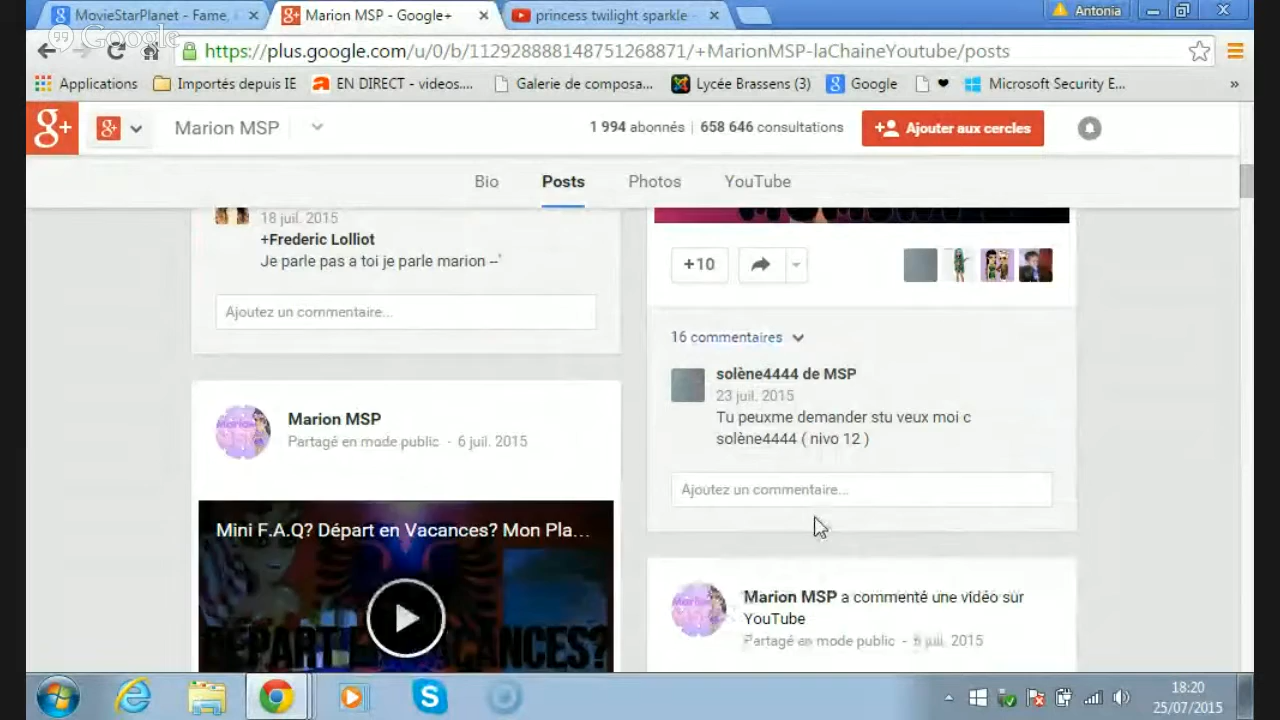 MovieStarPlanet - Fame,
Marion MSP - Google+
princess twilight sparkle
Antonia
Google+
https://plus.google.com/u/0/b/112928888148751268871/+MarionMSP-laChaineYoutube/posts
Applications
Importés depuis IE
EN DIRECT - videos....
Galerie de composa...
Lycée Brassens (3)
Google
Microsoft Security E...
»
g+
Marion MSP
1 994 abonnés | 658 646 consultations
Ajouter aux cercles
Bio
Posts
Photos
YouTube
18 juil. 2015
+Frederic Lolliot
Je parle pas a toi je parle marion --'
Ajoutez un commentaire...
Marion MSP
Partagé en mode public - 6 juil. 2015
Mini F.A.Q? Départ en Vacances? Mon Pla...
DÉPART EN VACANCES?
+10
16 commentaires
solène4444 de MSP
23 juil. 2015
Tu peuxme demander stu veux moi c
solène4444 ( nivo 12 )
Ajoutez un commentaire...
Marion MSP a commenté une vidéo sur
YouTube
Partagé en mode public - 6 juil. 2015
18:20
25/07/2015